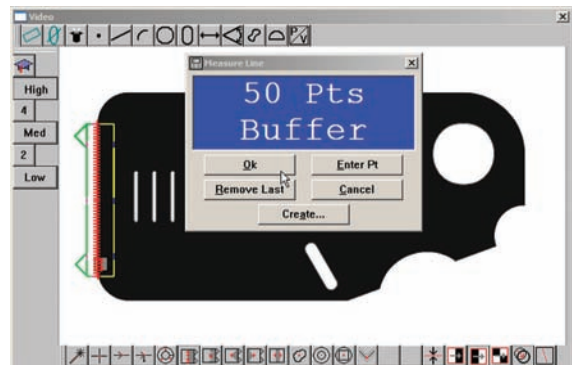 Video
P/V
High
4
Med
2
Low
Measure Line
50 Pts
Buffer
Ok
Enter Pt
Remove Last
Cancel
Create...